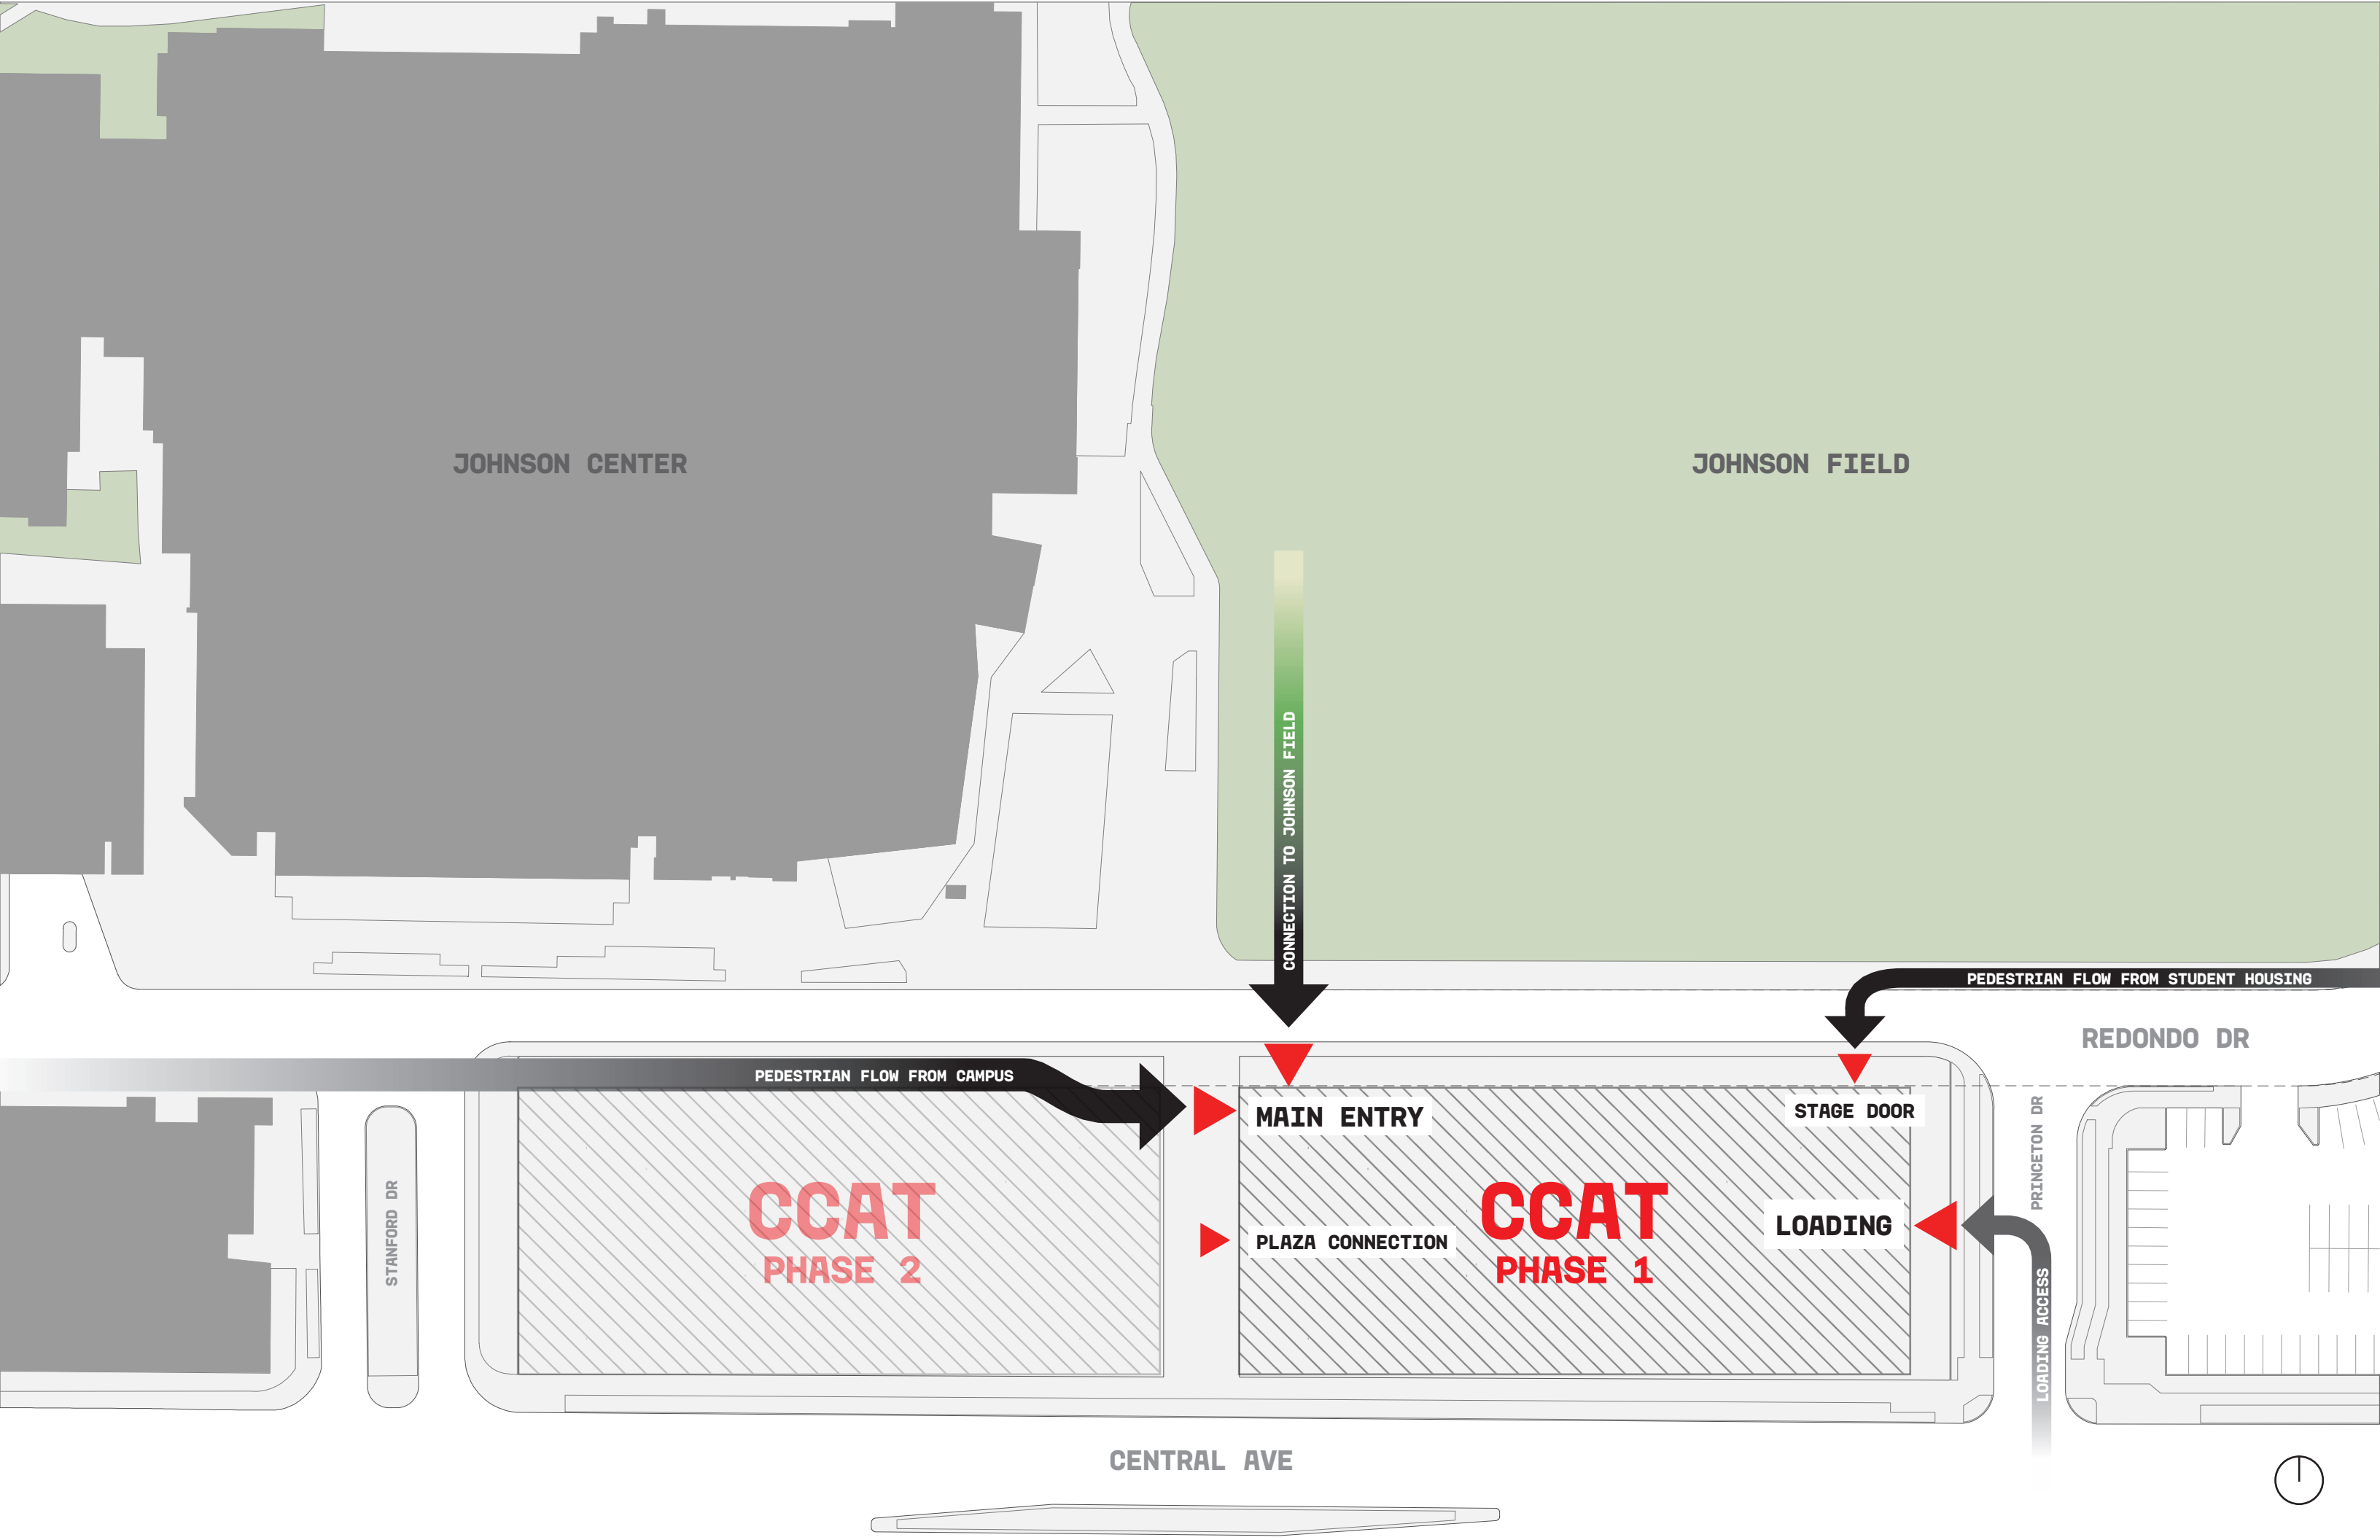 JOHNSON CENTER
JOHNSON FIELD
CONNECTION TO JOHNSON FIELD
PEDESTRIAN FLOW FROM STUDENT HOUSING
REDONDO DR
PEDESTRIAN FLOW FROM CAMPUS
MAIN ENTRY
STAGE DOOR
PRINCETON DR
STANFORD DR
CCAT
PHASE 2
PLAZA CONNECTION
CCAT
PHASE 1
LOADING
LOADING ACCESS
CENTRAL AVE